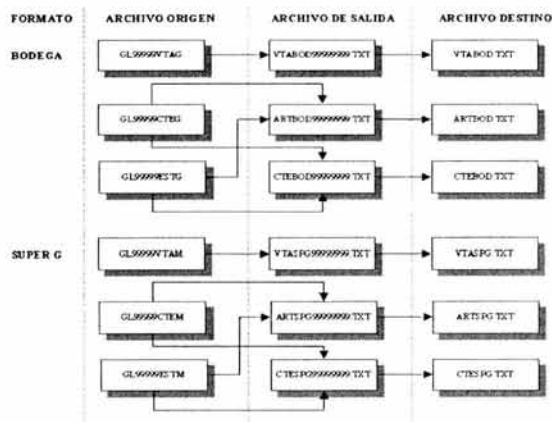 FORMATO ARCHIVO ORIGEN ARCHIVO DE SALIDA ARCHIVO DESTINO
BODEGA
GL99999VTAG VTABOD99999999 TXT VTABOD TXT
GL99999CTEG ARTBOD99999999 TXT ARTBOD TXT
GL99999ESTG CTEBOD99999999 TXT CTEBOD TXT
SUPER G
GL99999VTAM VTASPG99999999 TXT VTASPG TXT
GL99999CTEM ARTSPG99999999 TXT ARTSPG TXT
GL99999ESTM CTESPG99999999 TXT CTESPG TXT